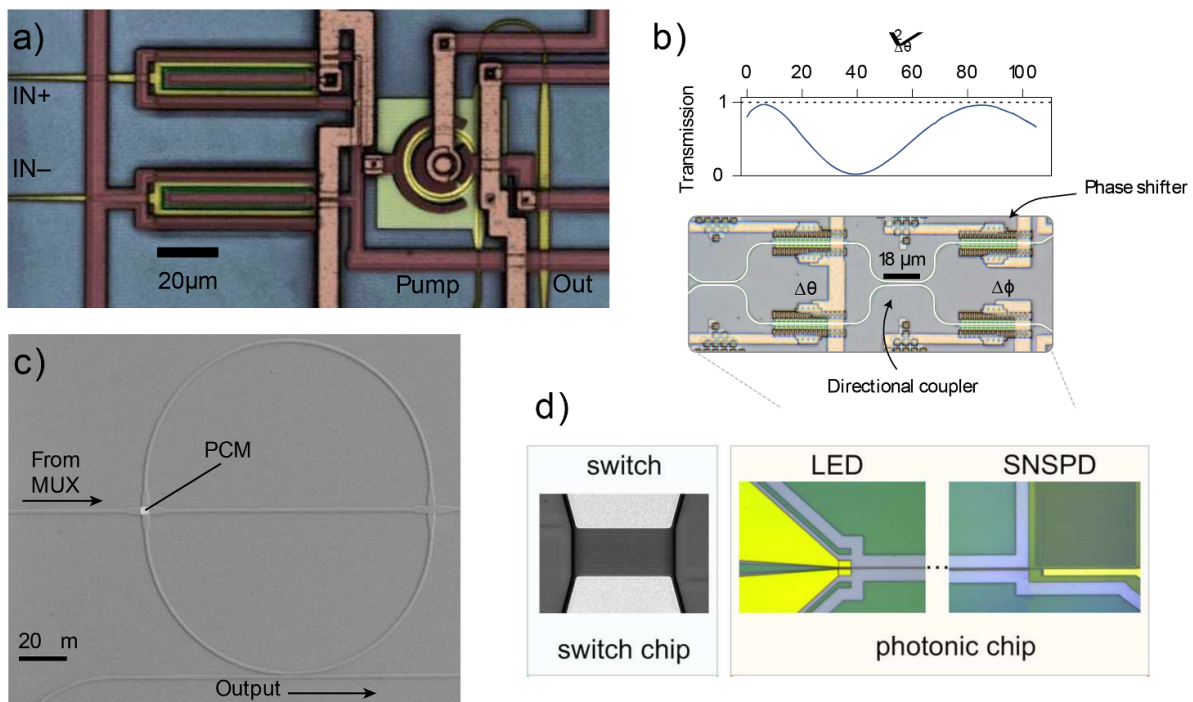 a)
IN+
IN–
20µm
Pump
Out
b)
0 20 40 60 80 100
Transmission
1
0
Phase shifter
18 µm
Δθ
Δϕ
Directional coupler
c)
PCM
From
MUX
20 m
Output
d)
switch
switch chip
LED
SNSPD
...
photonic chip